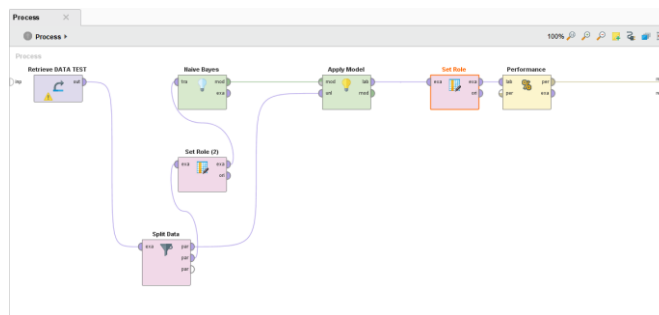 Process
Process
100%
Process
inp
Retrieve DATA TEST
out
Naive Bayes
tra
mod
exa
Apply Model
mod
lab
unl
mod
Set Role
exa
exa
ori
Performance
lab
per
per
exa
Set Role (2)
exa
exa
ori
Split Data
exa
par
par
par